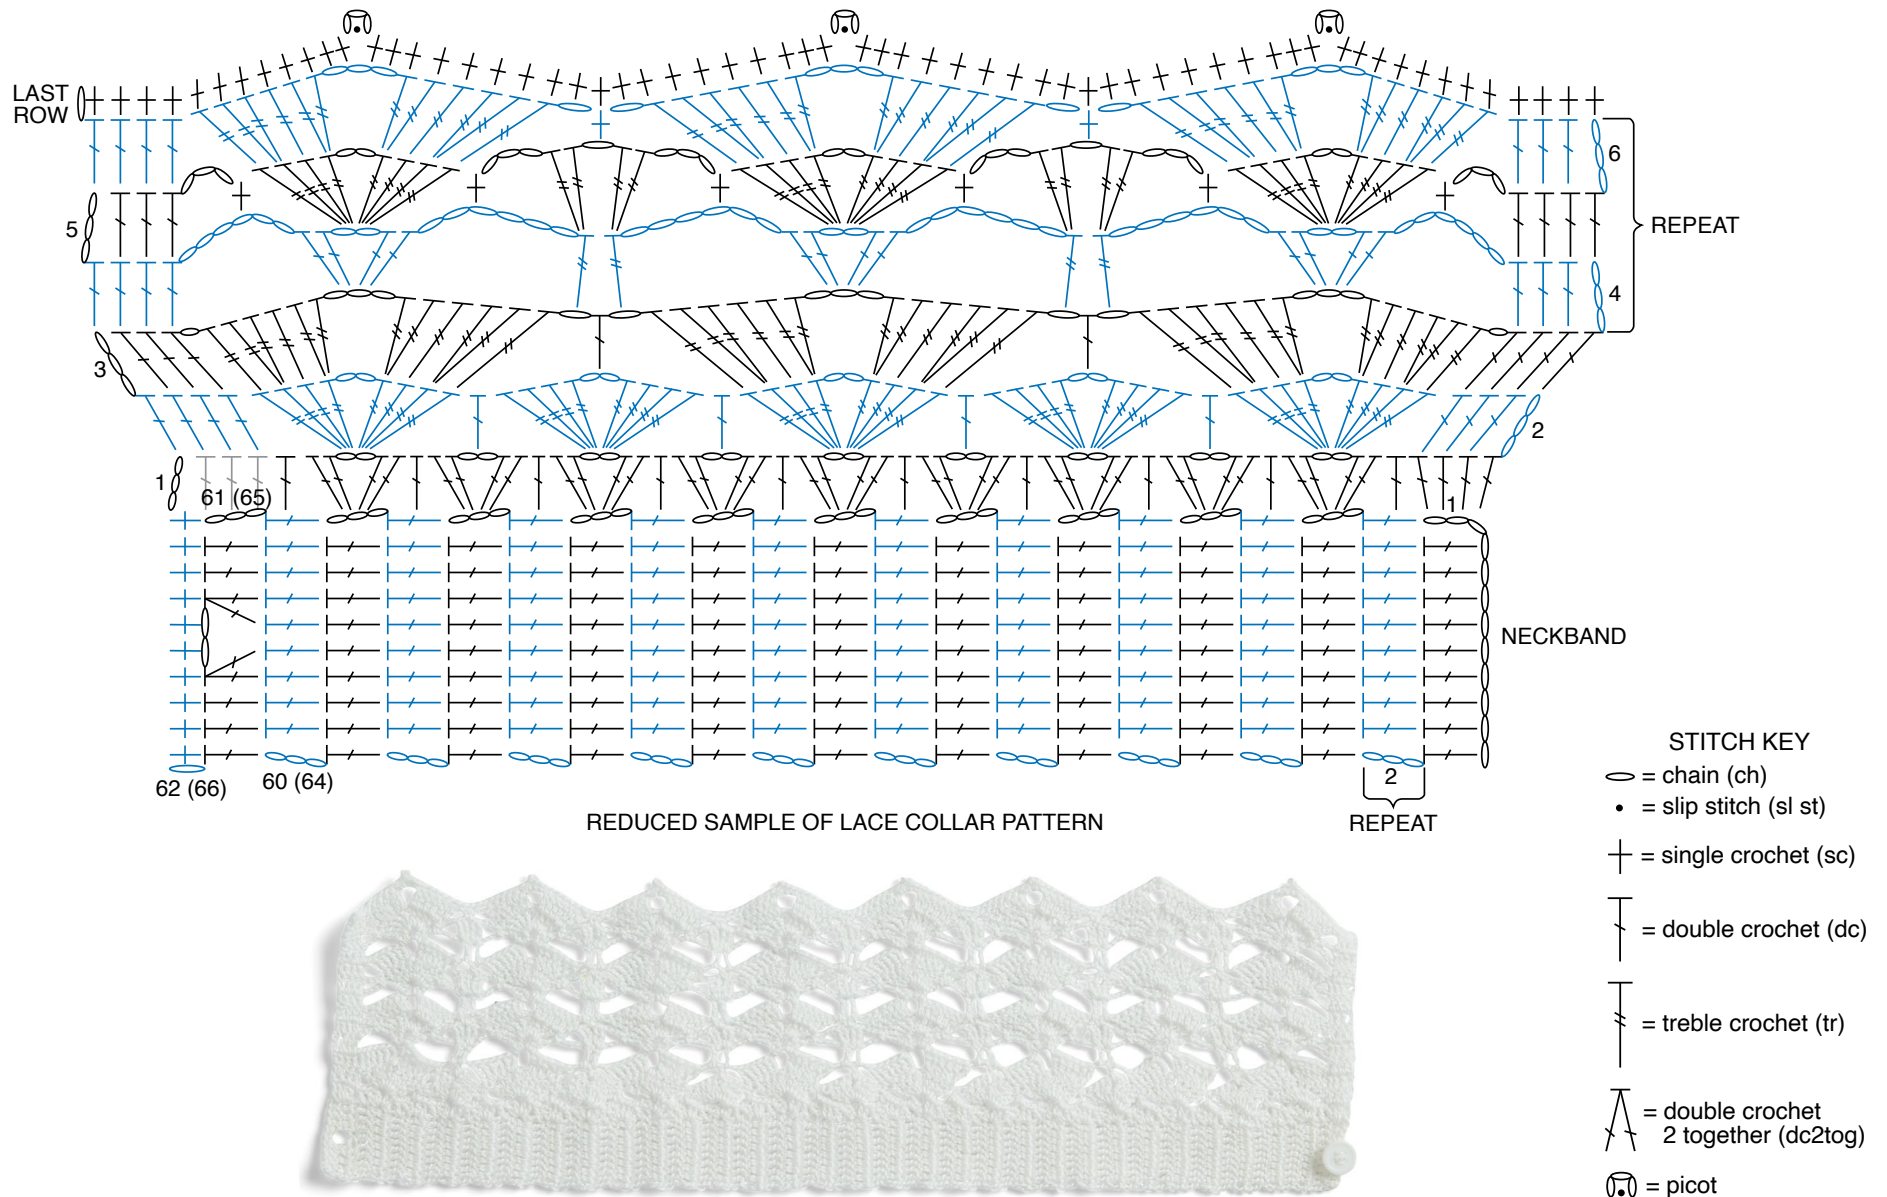 LAST
ROW
6
5
REPEAT
4
3
2
1
61 (65)
1
NECKBAND
62 (66)
60 (64)
2
REPEAT
REDUCED SAMPLE OF LACE COLLAR PATTERN
STITCH KEY
= chain (ch)
= slip stitch (sl st)
= single crochet (sc)
= double crochet (dc)
= treble crochet (tr)
= double crochet
2 together (dc2tog)
= picot